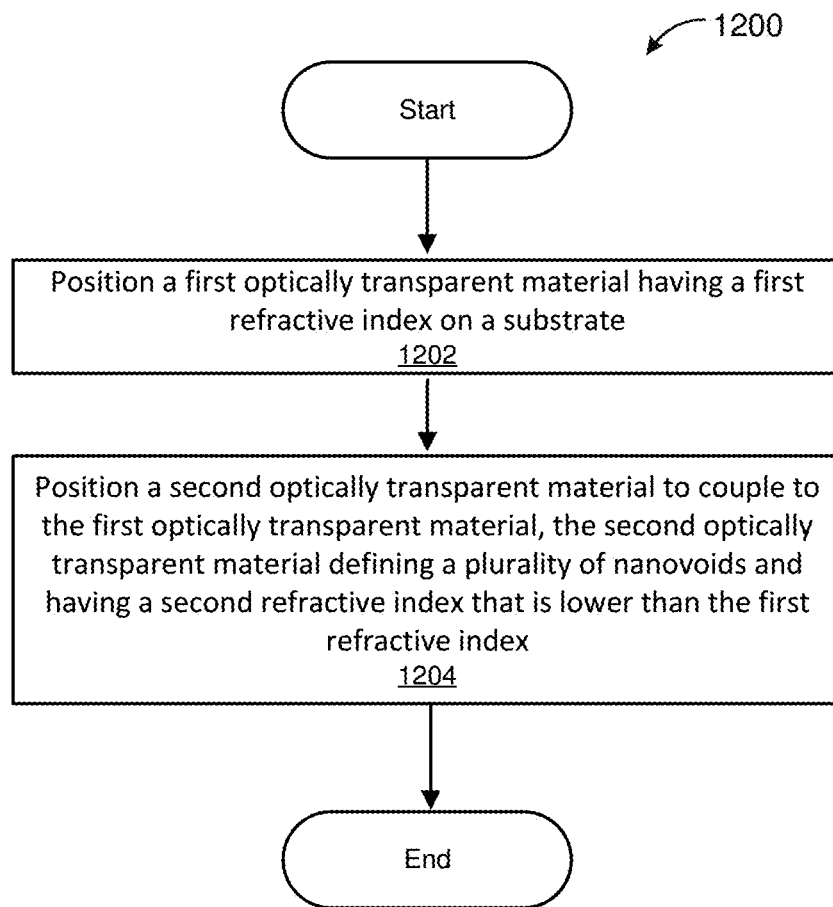 1200
Start
Position a first optically transparent material having a first
refractive index on a substrate
1202
Position a second optically transparent material to couple to
the first optically transparent material, the second optically
transparent material defining a plurality of nanovoids and
having a second refractive index that is lower than the first
refractive index
1204
End